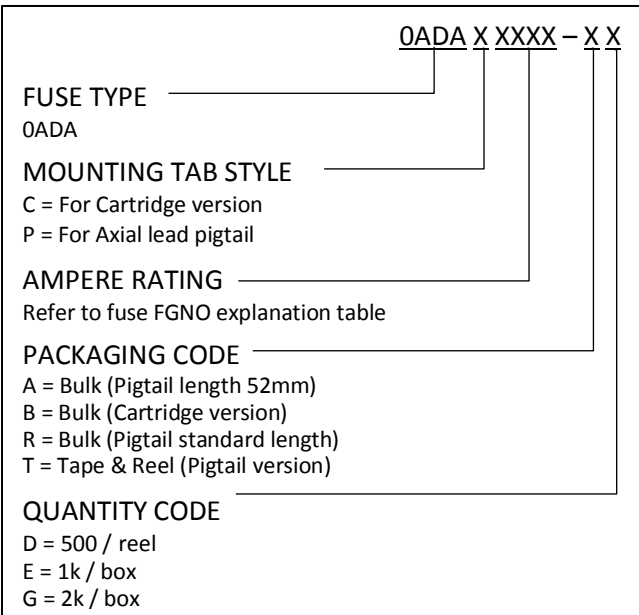 0ADA X XXXX – X X
FUSE TYPE
0ADA
MOUNTING TAB STYLE
C = For Cartridge version
P = For Axial lead pigtail
AMPERE RATING
Refer to fuse FGNO explanation table
PACKAGING CODE
A = Bulk (Pigtail length 52mm)
B = Bulk (Cartridge version)
R = Bulk (Pigtail standard length)
T = Tape & Reel (Pigtail version)
QUANTITY CODE
D = 500 / reel
E = 1k / box
G = 2k / box